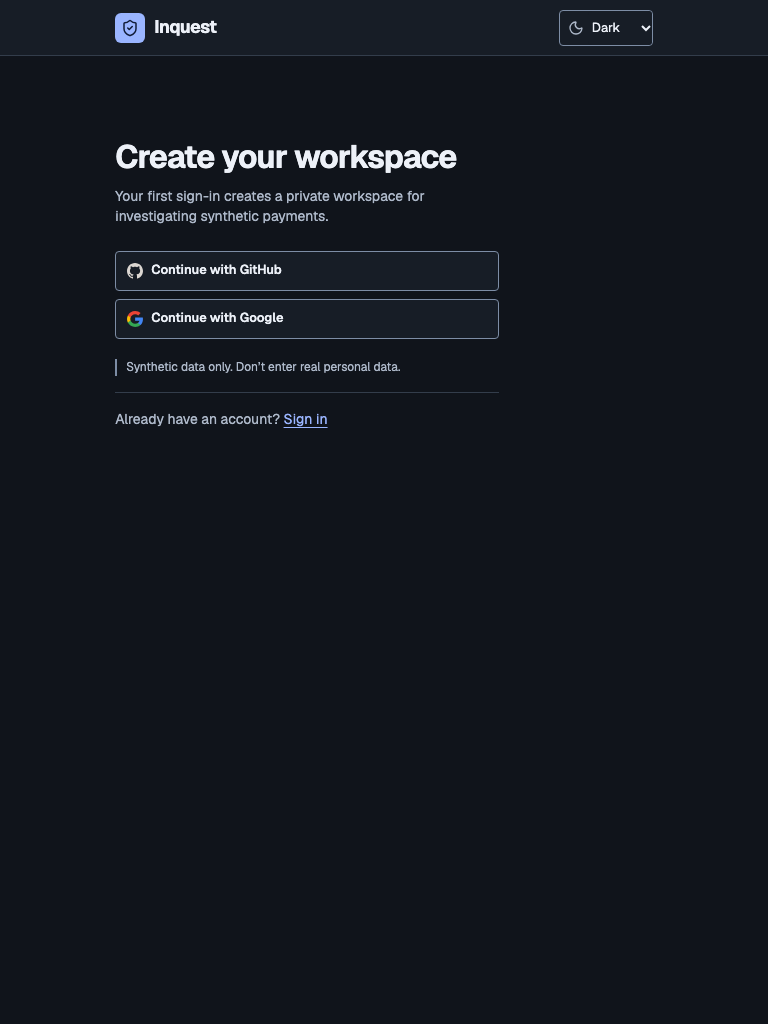 Inquest
Dark
Create your workspace
Your first sign-in creates a private workspace for
investigating synthetic payments.
Continue with GitHub
Continue with Google
Synthetic data only. Don’t enter real personal data.
Already have an account? Sign in